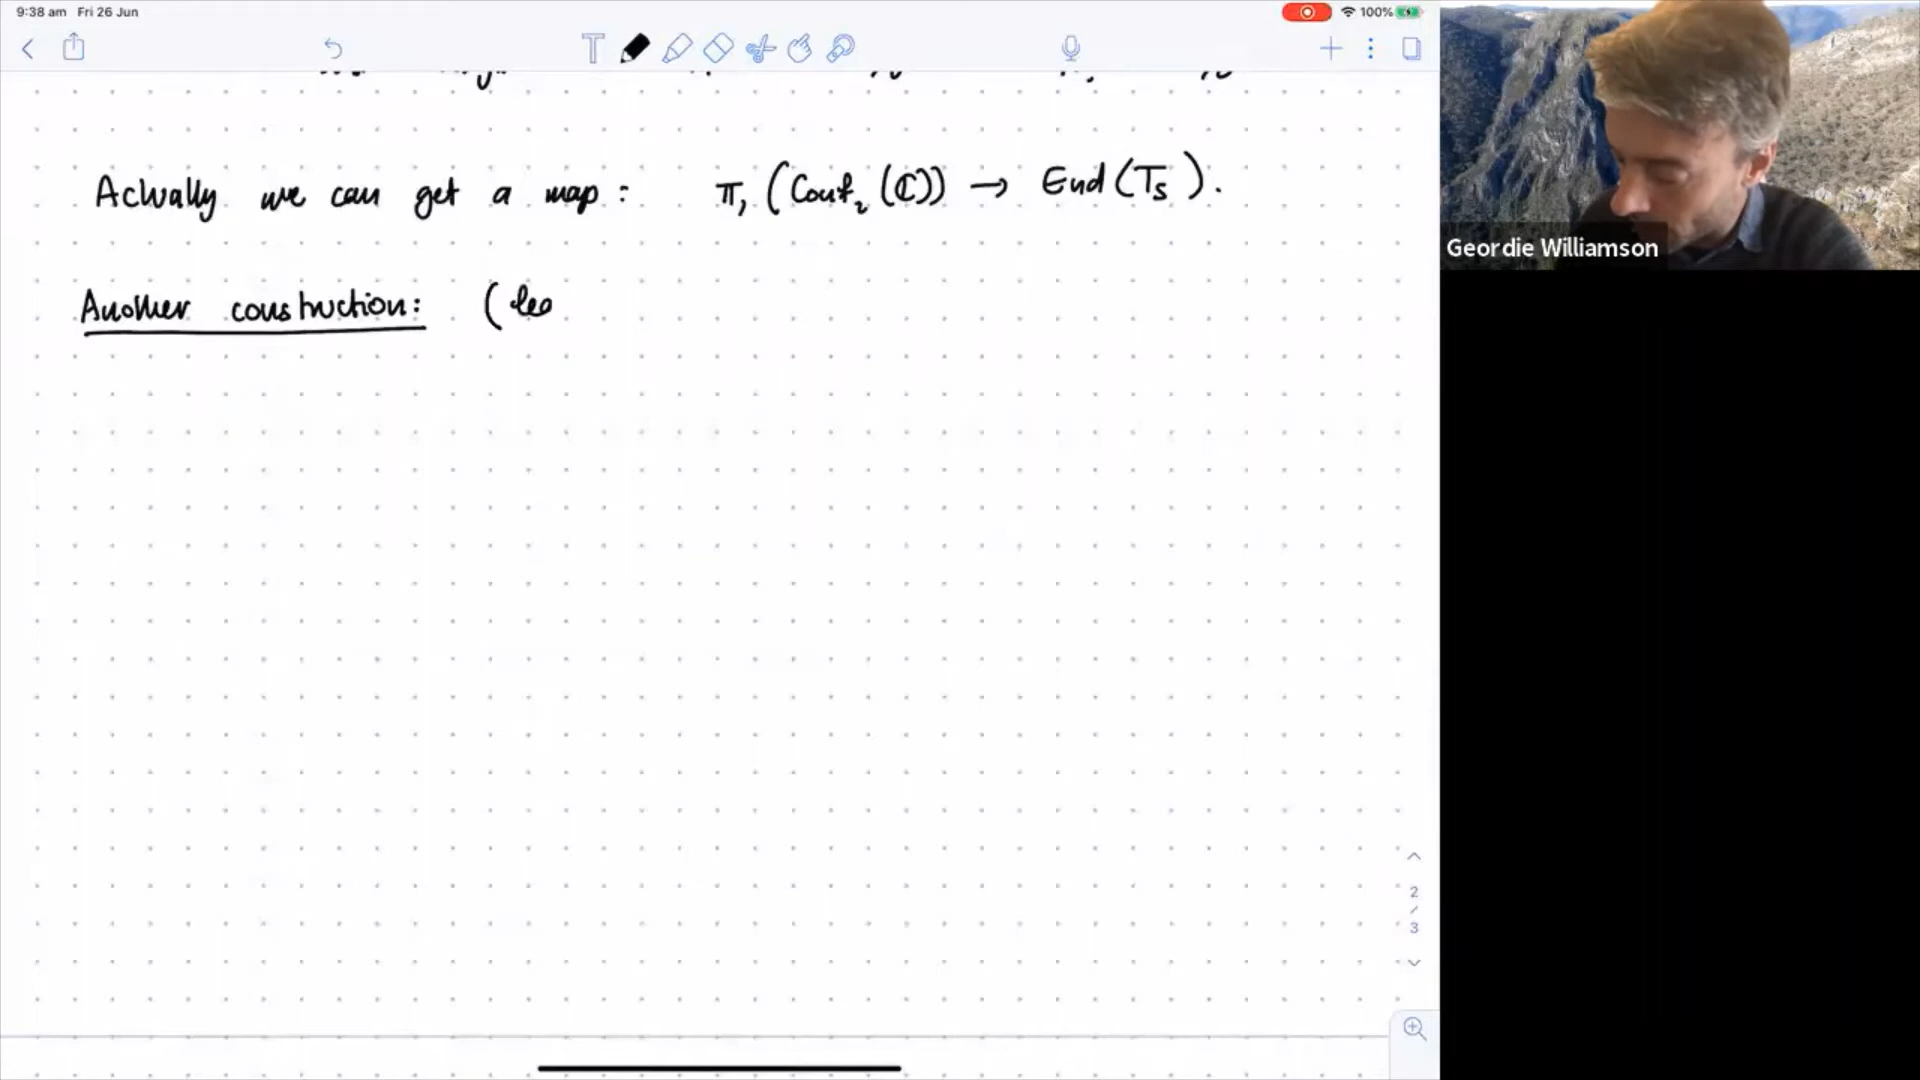 9:38 am Fri 26 Jun
100%
Actually we can get a map : π₁ (Conf₂ (ℂ)) → End (Tₛ).
Geordie Williamson
Another construction: (
2
/
3